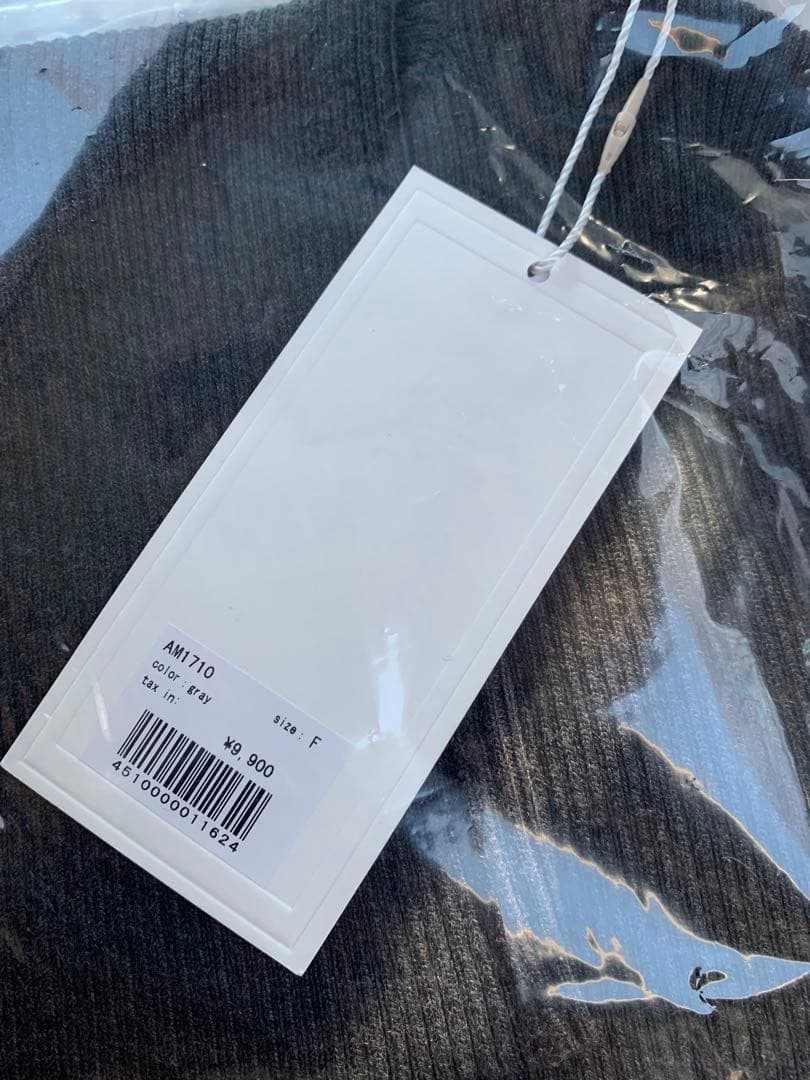 AM1710
color: gray size: F
tax in:
¥9,900
4510000011624